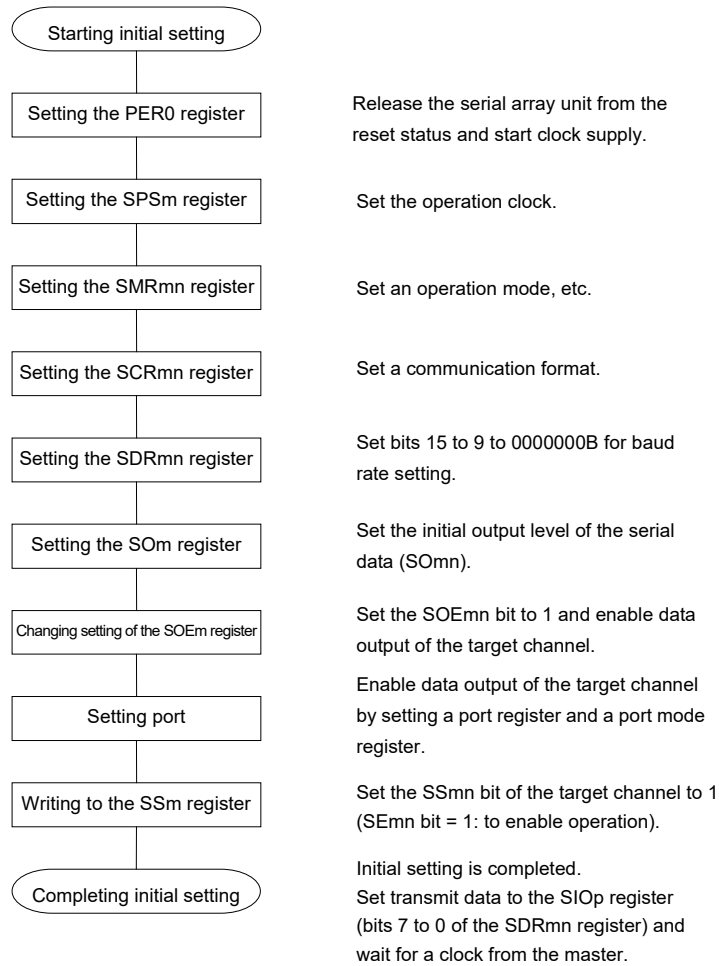 Starting initial setting
Setting the PER0 register
Release the serial array unit from the
reset status and start clock supply.
Setting the SPSm register
Set the operation clock.
Setting the SMRmn register
Set an operation mode, etc.
Setting the SCRmn register
Set a communication format.
Setting the SDRmn register
Set bits 15 to 9 to 0000000B for baud
rate setting.
Setting the SOm register
Set the initial output level of the serial
data (SOmn).
Changing setting of the SOEm register
Set the SOEmn bit to 1 and enable data
output of the target channel.
Setting port
Enable data output of the target channel
by setting a port register and a port mode
register.
Writing to the SSm register
Set the SSmn bit of the target channel to 1
(SEmn bit = 1: to enable operation).
Completing initial setting
Initial setting is completed.
Set transmit data to the SIOp register
(bits 7 to 0 of the SDRmn register) and
wait for a clock from the master.